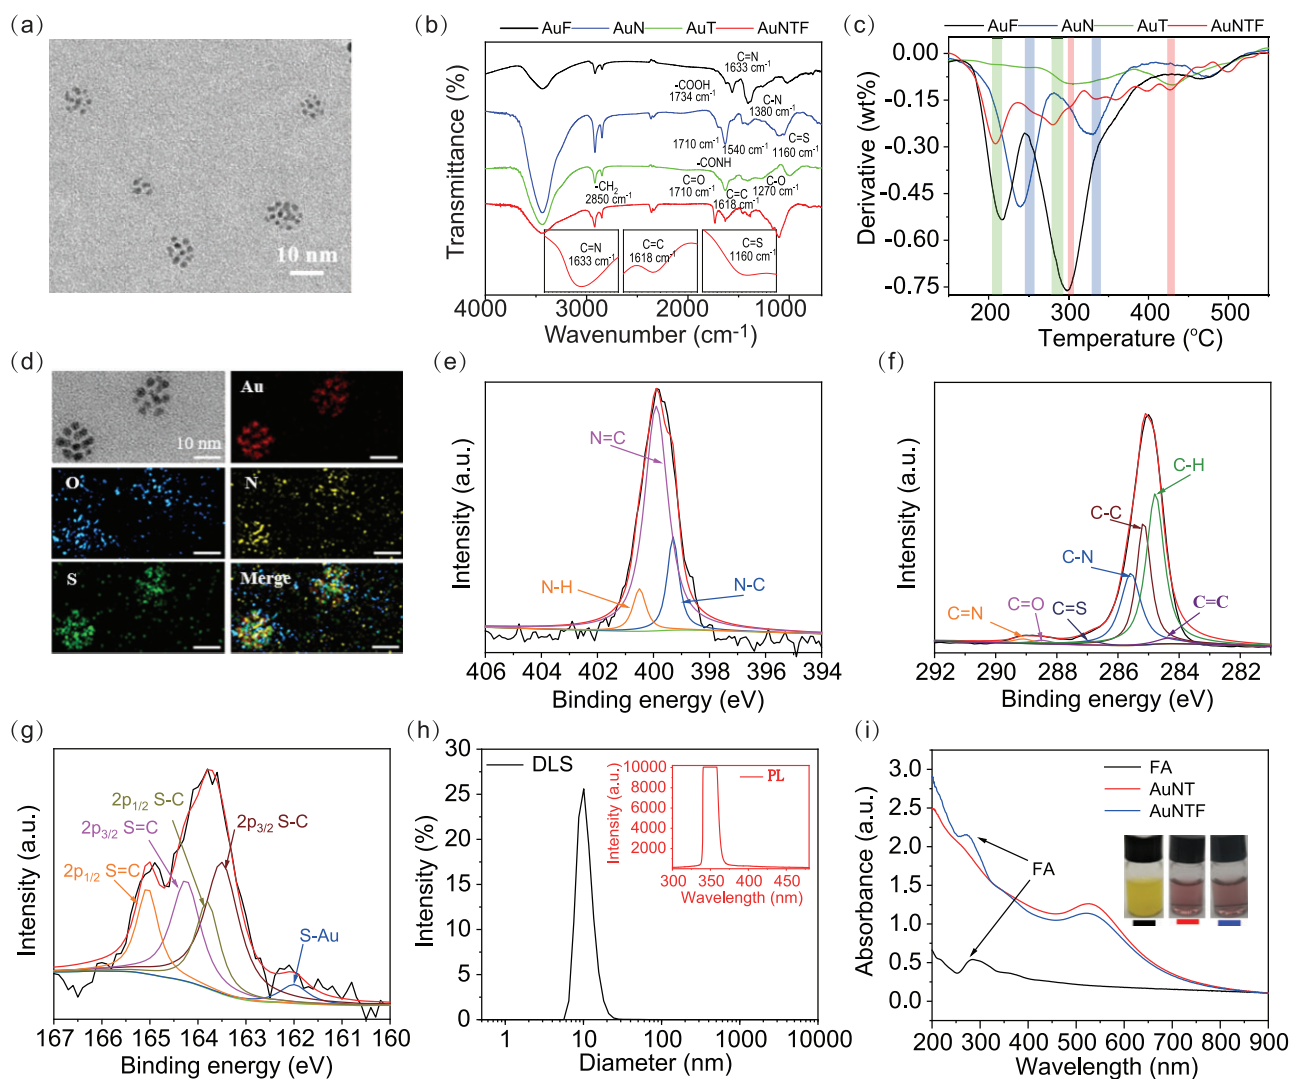 (a)
10 nm
(b)
AuF AuN AuT AuNTF
Transmittance (%)
C=N
1633 cm-1
-COOH
1734 cm-1
C-N
1380 cm-1
C=S
1710 cm-1 1540 cm-1 1160 cm-1
-CONH
-CH2
2850 cm-1
C=O
1710 cm-1
C=C
1618 cm-1
C-O
1270 cm-1
C=N
1633 cm-1
C=C
1618 cm-1
C=S
1160 cm-1
4000 3000 2000 1000
Wavenumber (cm-1)
(c)
AuF AuN AuT AuNTF
Derivative (wt%)
0.00
-0.15
-0.30
-0.45
-0.60
-0.75
200 300 400 500
Temperature (oC)
(d)
10 nm
Au
O
N
S
Merge
(e)
Intensity (a.u.)
N=C
N-H
N-C
406 404 402 400 398 396 394
Binding energy (eV)
(f)
Intensity (a.u.)
C-H
C-C
C-N
C=N
C=O
C=S
C=C
292 290 288 286 284 282
Binding energy (eV)
(g)
Intensity (a.u.)
2p1/2 S-C
2p3/2 S=C
2p3/2 S-C
2p1/2 S=C
S-Au
167 166 165 164 163 162 161 160
Binding energy (eV)
(h)
DLS
Intensity (%)
30
25
20
15
10
5
0
1 10 100 1000 10000
Diameter (nm)
PL
Intensity (a.u.)
10000
8000
6000
4000
2000
300 350 400 450
Wavelength (nm)
(i)
FA
AuNT
AuNTF
FA
Absorbance (a.u.)
3.0
2.5
2.0
1.5
1.0
0.5
0.0
200 300 400 500 600 700 800 900
Wavelength (nm)